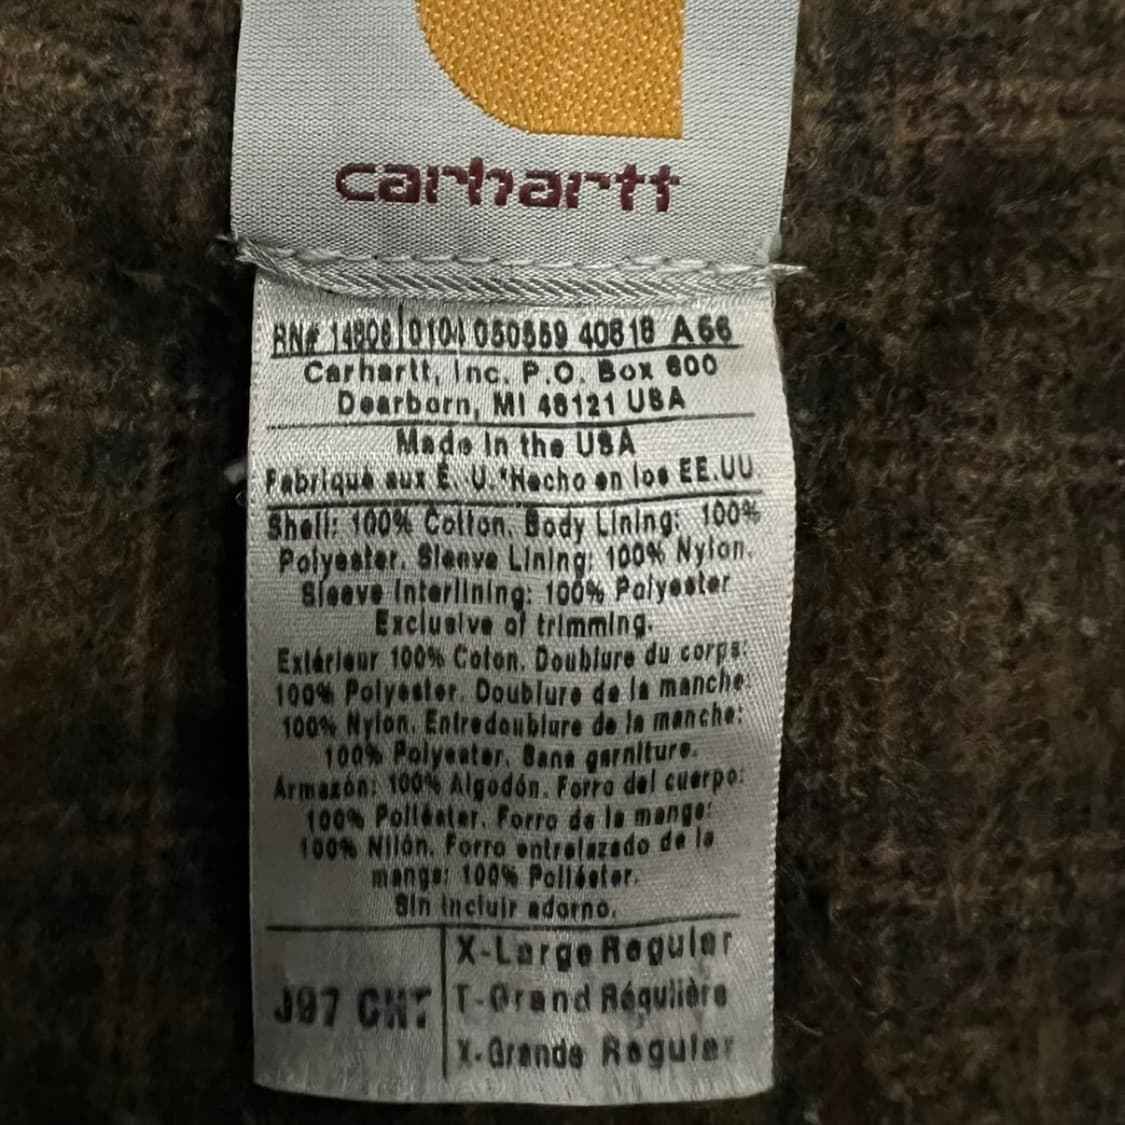 carhartt
RN# 14806 0104 050559 40618 A66
Carhartt, Inc. P.O. Box 600
Dearborn, MI 48121 USA
Made In the USA
Fabriqué aux É. U.*Hecho en los EE.UU.
Shell: 100% Cotton. Body Lining: 100%
Polyester. Sleeve Lining: 100% Nylon.
Sleeve Interlining: 100% Polyester
Exclusive of trimming.
Extérieur 100% Coton. Doublure du corps:
100% Polyester. Doublure de la manche:
100% Nylon. Entredoublure de la manche:
100% Polyester. Sans garniture.
Armazón: 100% Algodón. Forro del cuerpo:
100% Poliéster. Forro de la manga:
100% Nilón. Forro entrelazado de la
manga: 100% Poliéster.
Sin incluir adorno.
J97 CHT
X-Large Regular
T-Grand Régulière
X-Grande Regular